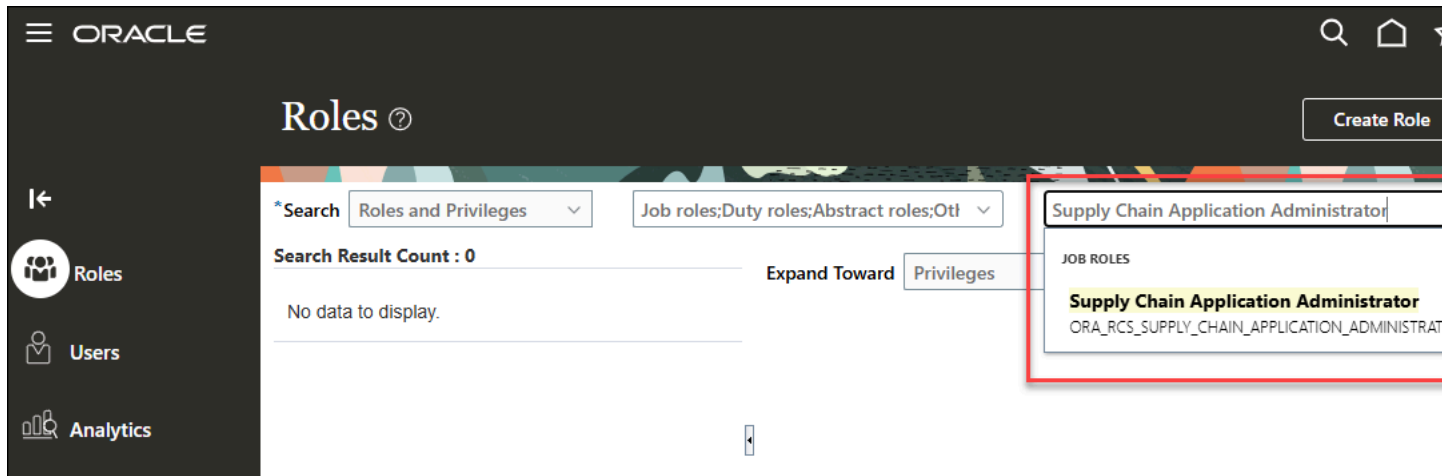 ORACLE
Roles
Create Role
*Search Roles and Privileges Job roles;Duty roles;Abstract roles;Oth Supply Chain Application Administrator
Search Result Count : 0
JOB ROLES
Roles
Expand Toward Privileges
No data to display.
Supply Chain Application Administrator
ORA_RCS_SUPPLY_CHAIN_APPLICATION_ADMINISTRAT
Users
Analytics